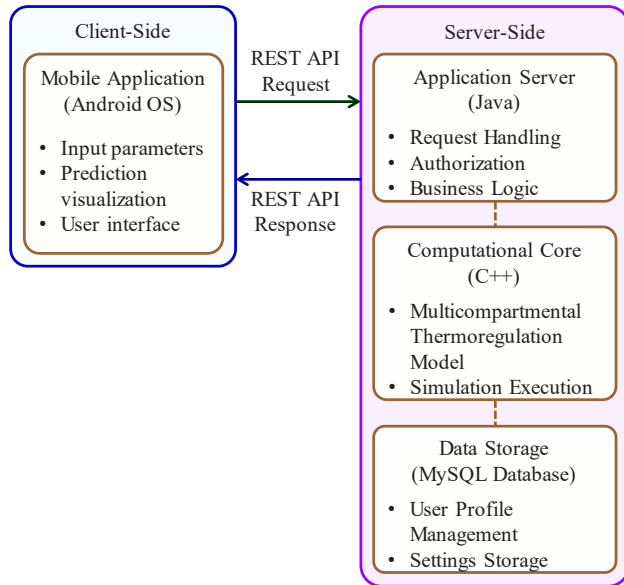 Client-Side
Mobile Application
(Android OS)
• Input parameters
• Prediction
visualization
• User interface
REST API
Request
REST API
Response
Server-Side
Application Server
(Java)
• Request Handling
• Authorization
• Business Logic
Computational Core
(C++)
• Multicompartmental
Thermoregulation
Model
• Simulation Execution
Data Storage
(MySQL Database)
• User Profile
Management
• Settings Storage